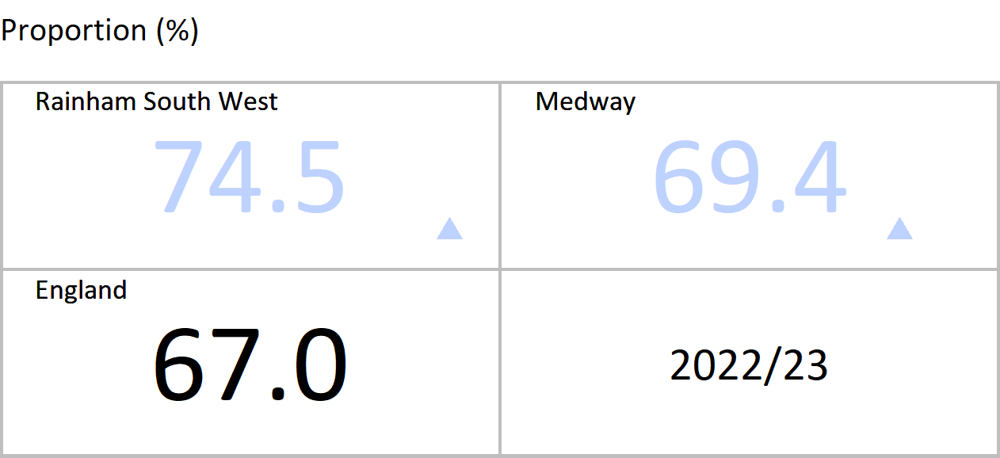 Proportion (%)
Rainham South West
74.5
Medway
69.4
England
67.0
2022/23